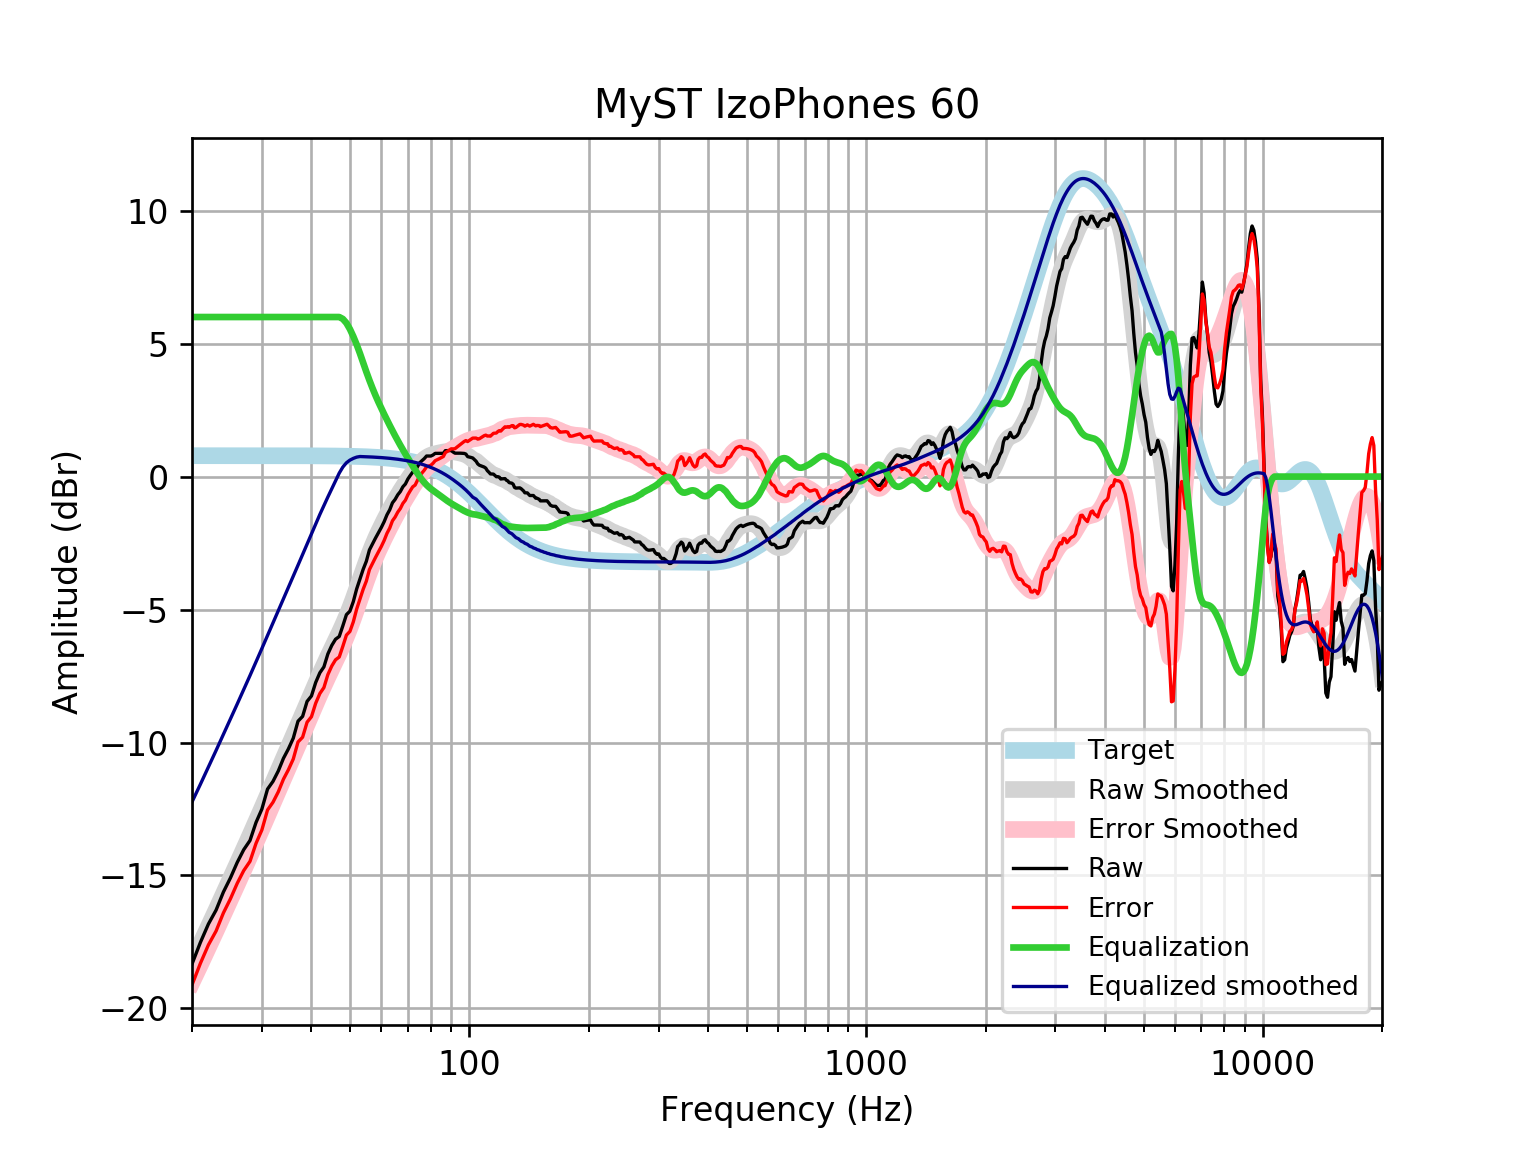 MyST IzoPhones 60
Amplitude (dBr)
10
5
0
−5
−10
−15
−20
Target
Raw Smoothed
Error Smoothed
Raw
Error
Equalization
Equalized smoothed
100
1000
10000
Frequency (Hz)